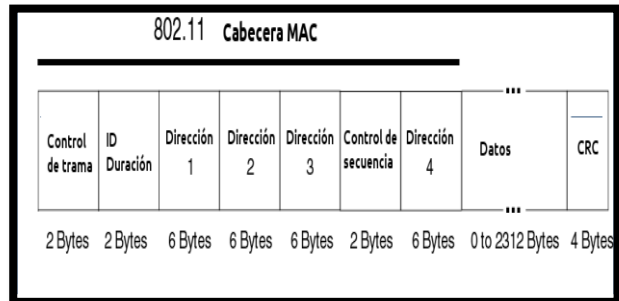 802.11 Cabecera MAC
Control de trama
ID Duración
Dirección 1
Dirección 2
Dirección 3
Control de secuencia
Dirección 4
Datos
CRC
2 Bytes 2 Bytes 6 Bytes 6 Bytes 6 Bytes 2 Bytes 6 Bytes 0 to 2312 Bytes 4 Bytes